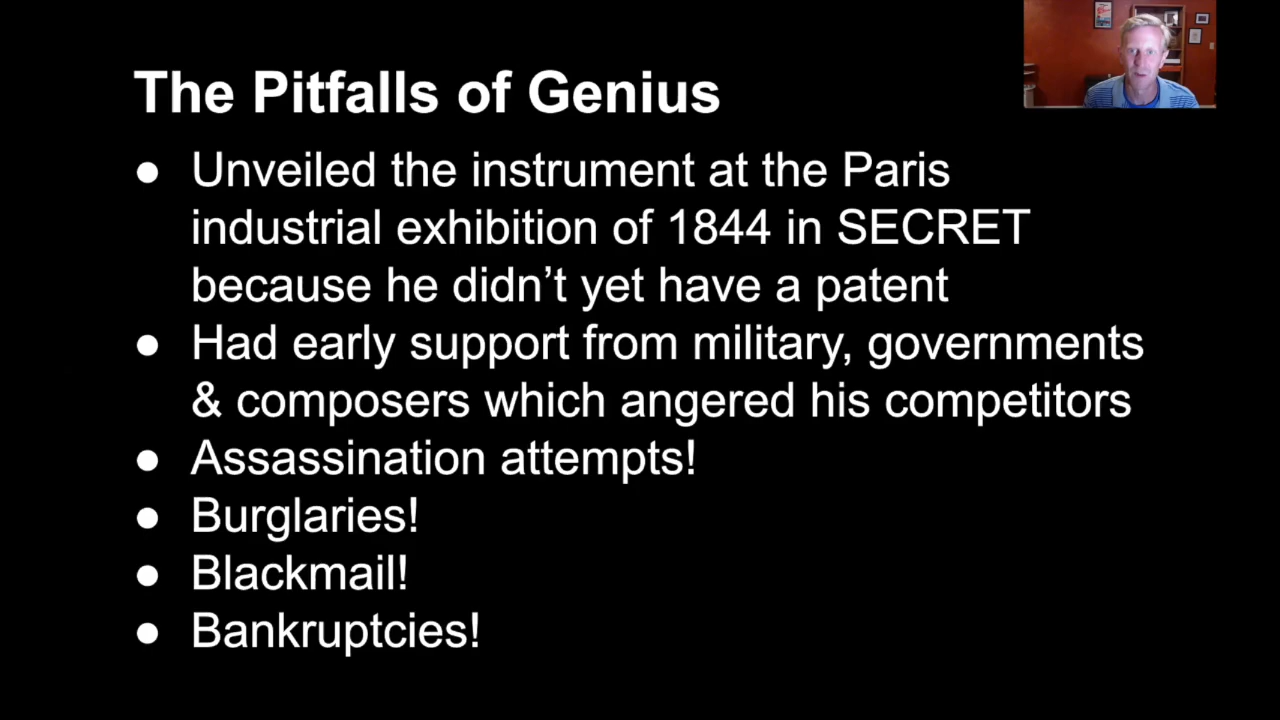 The Pitfalls of Genius
● Unveiled the instrument at the Paris
industrial exhibition of 1844 in SECRET
because he didn’t yet have a patent
● Had early support from military, governments
& composers which angered his competitors
● Assassination attempts!
● Burglaries!
● Blackmail!
● Bankruptcies!